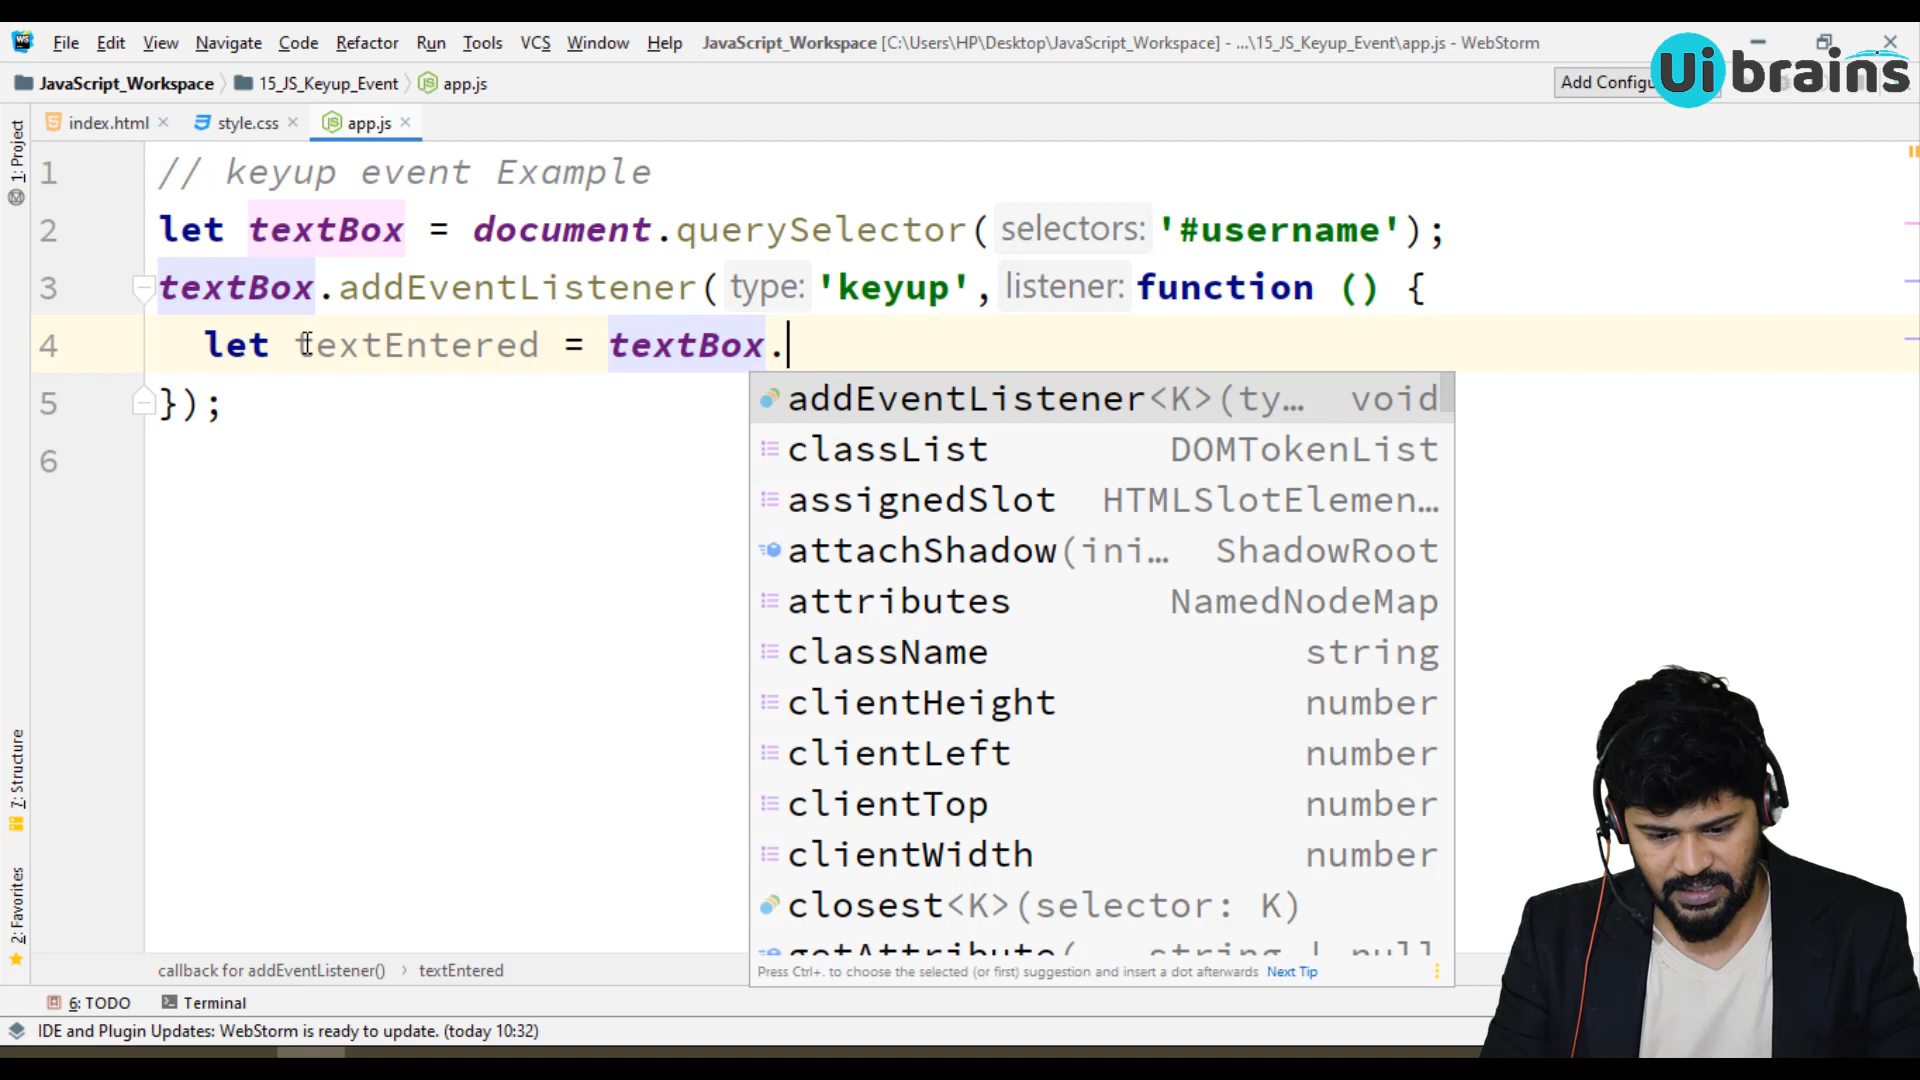 File Edit View Navigate Code Refactor Run Tools VCS Window Help JavaScript_Workspace [C:\Users\HP\Desktop\JavaScript_Workspace] - ...\15_JS_Keyup_Event\app.js - WebStorm
JavaScript_Workspace 15_JS_Keyup_Event app.js Add Configu
Ui brains
index.html style.css app.js
1: Project
1 // keyup event Example
2 let textBox = document.querySelector( selectors: '#username');
3 textBox.addEventListener( type: 'keyup', listener: function () {
4 let textEntered = textBox.
5 });
6
addEventListener<K>(ty… void
classList DOMTokenList
assignedSlot HTMLSlotElemen…
attachShadow(ini… ShadowRoot
attributes NamedNodeMap
className string
clientHeight number
clientLeft number
clientTop number
clientWidth number
closest<K>(selector: K)
getAttribute( string | null
Press Ctrl+. to choose the selected (or first) suggestion and insert a dot afterwards Next Tip
7: Structure
2: Favorites
callback for addEventListener() › textEntered
6: TODO Terminal
IDE and Plugin Updates: WebStorm is ready to update. (today 10:32)